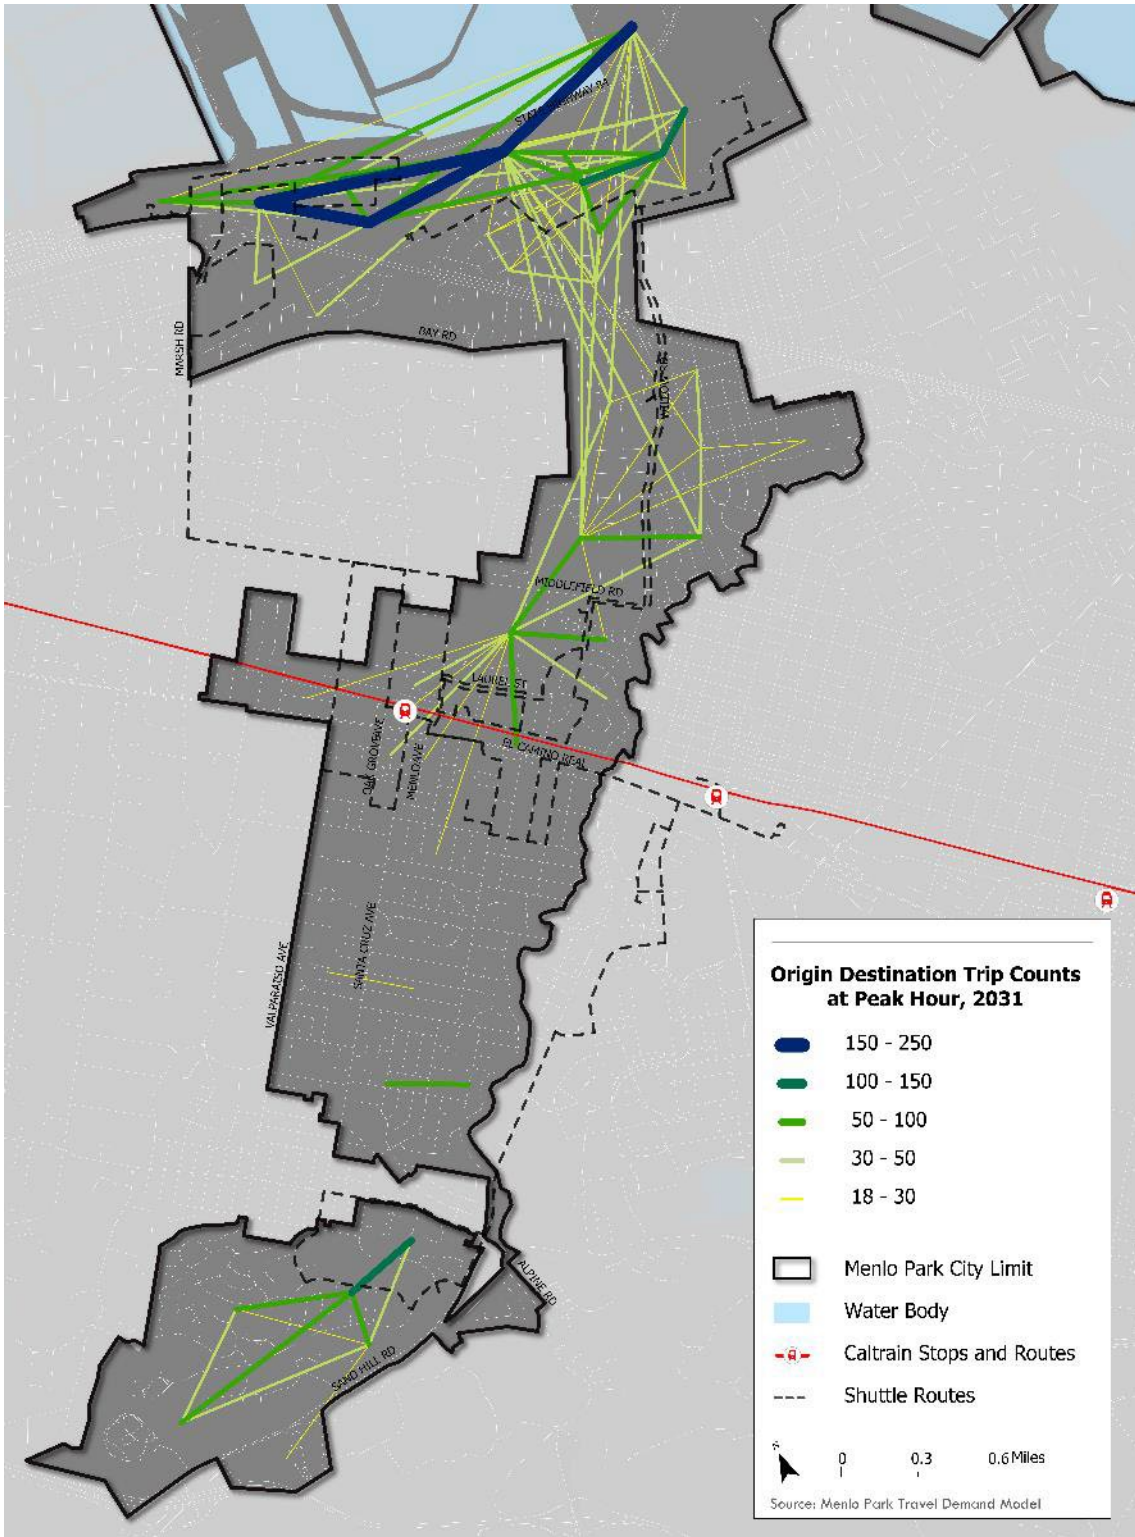 STATE HIGHWAY 84
MARSH RD
BAY RD
WILLOW RD
MIDDLEFIELD RD
LAUREL ST
OAK GROVE AVE
MENLO AVE
EL CAMINO REAL
SANTA CRUZ AVE
VALPARAISO AVE
ALPINE RD
SAND HILL RD
Origin Destination Trip Counts
at Peak Hour, 2031
150 - 250
100 - 150
50 - 100
30 - 50
18 - 30
Menlo Park City Limit
Water Body
Caltrain Stops and Routes
Shuttle Routes
N
0 0.3 0.6 Miles
Source: Menlo Park Travel Demand Model